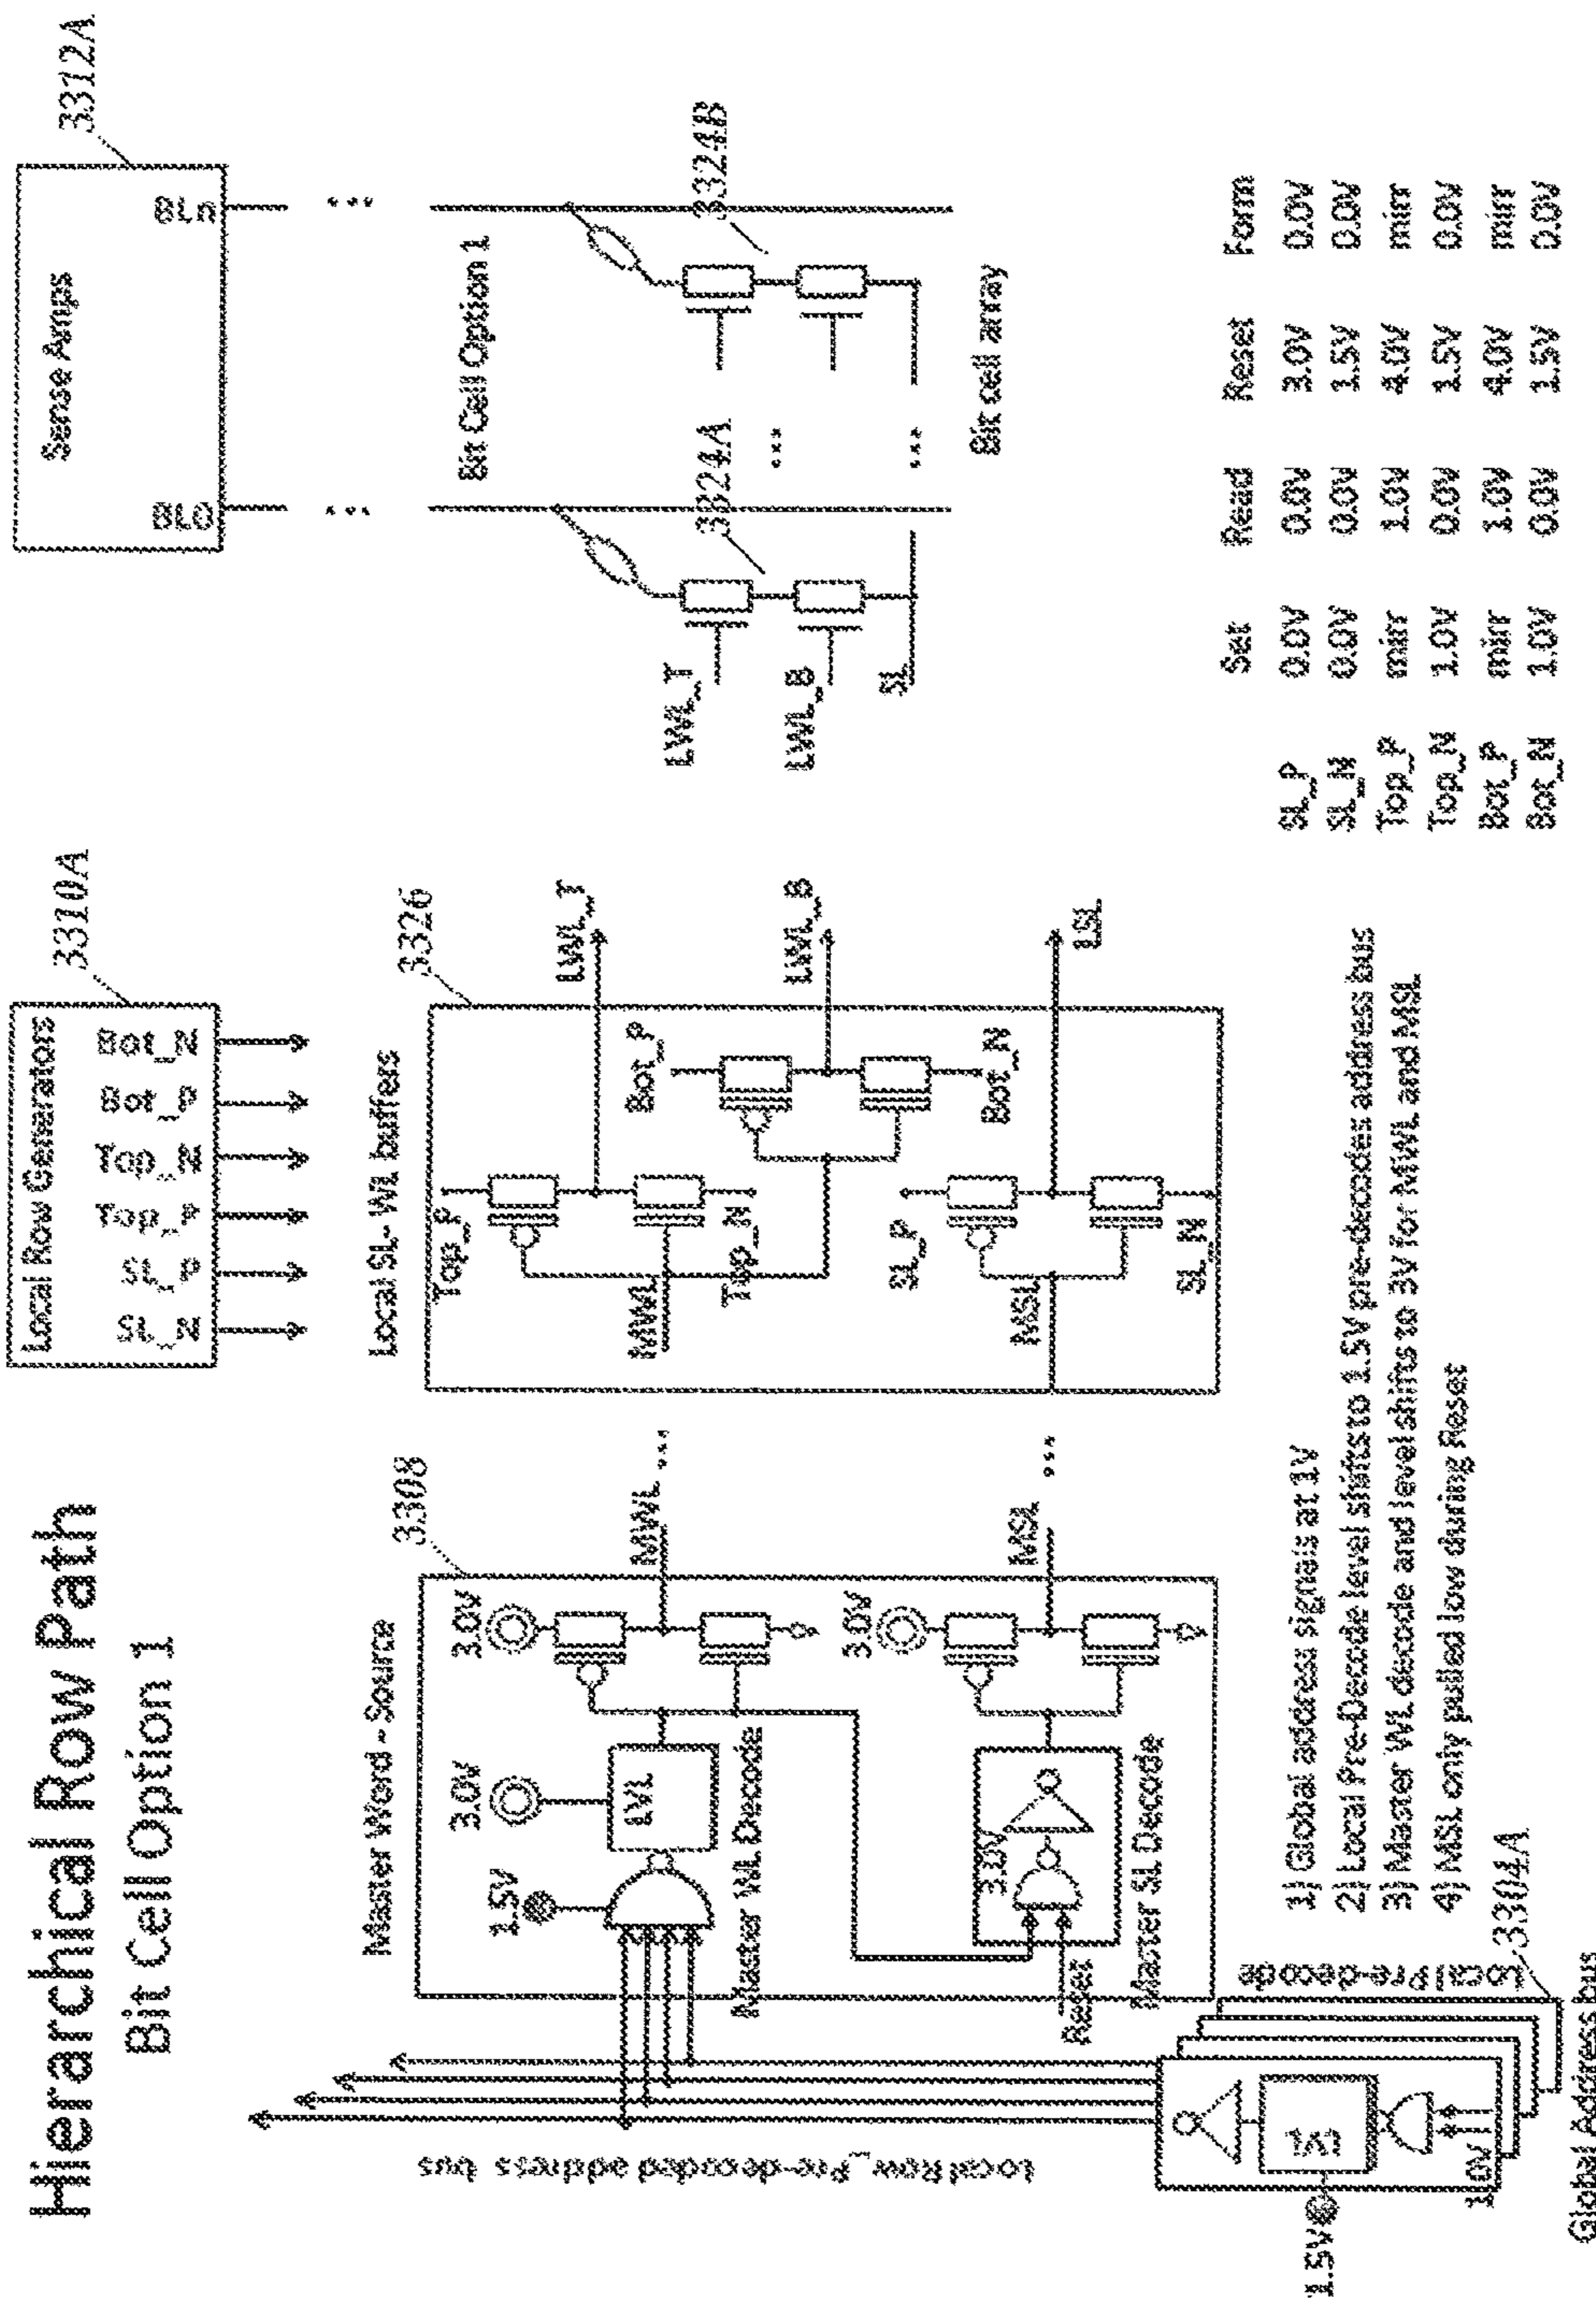 Hierarchical Row Path
Bit Cell Option 1
Local Row Generators
SL_N
SL_P
Top_P
Top_N
Bot_P
Bot_N
3310A
Sense Amps
BL0
BLn
3312A
Master Word - Source
3308
1.5V
3.0V
LVL
3.0V
MWL
Master WL Decode
3.0V
3.0V
MSL
Reset
Master SL Decode
Local SL- WL buffers
3326
Top_P
MWL
Top_N
LWL_T
Bot_P
LWL_B
Bot_N
SL_P
MSL
SL_N
LSL
Bit Cell Option 1
LWL_T
LWL_B
SL
3324A
3324B
Bit cell array
Local Row_Pre-decoded address bus
1.5V
LVL
1.0V
Local Pre-decode
3304A
Global Address bus
1) Global address signals at 1V
2) Local Pre-Decode level shifts to 1.5V pre-decodes address bus
3) Master WL decode and level shifts to 3V for MWL and MSL
4) MSL only pulled low during Reset
Set Read Reset Form
SL_P 0.0V 0.0V 3.0V 0.0V
SL_N 0.0V 0.0V 1.5V 0.0V
Top_P mirr 1.0V 4.0V mirr
Top_N 1.0V 0.0V 1.5V 0.0V
Bot_P mirr 1.0V 4.0V mirr
Bot_N 1.0V 0.0V 1.5V 0.0V